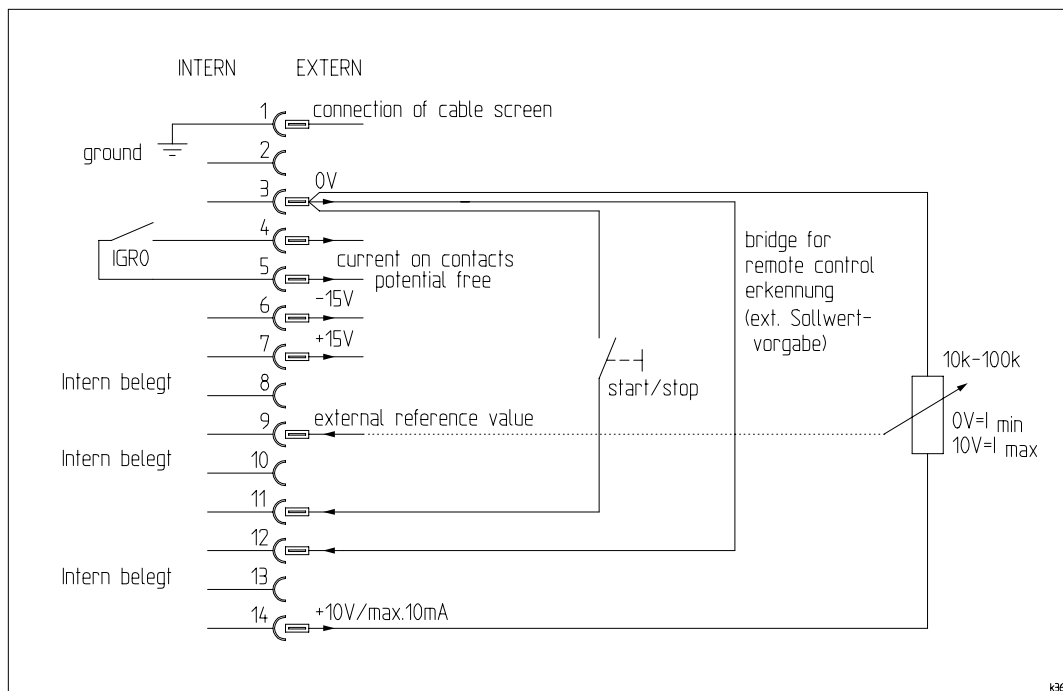 INTERN EXTERN
1 connection of cable screen
ground
2
3 0V
4
IGRO
current on contacts
potential free
5
6 -15V
7 +15V
Intern belegt 8
9 external reference value
Intern belegt 10
11
12
Intern belegt 13
14 +10V/max.10mA
start/stop
bridge for
remote control
erkennung
(ext. Sollwert-
vorgabe)
10k-100k
0V=I min
10V=I max